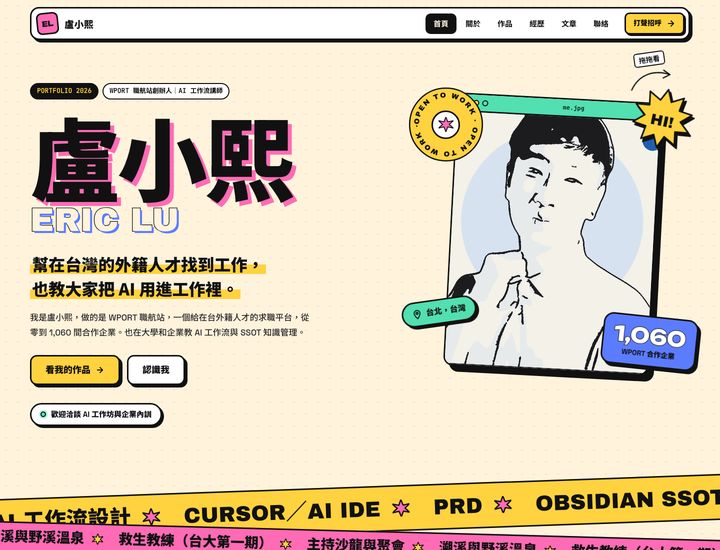 EL 盧小熙 首頁 關於 作品 經歷 文章 聯絡 打聲招呼 →
拖拖看
PORTFOLIO 2026 WPORT 職航站創辦人｜AI 工作流講師
OPEN TO WORK · OPEN TO WORK ·
me.jpg
HI!
盧小熙
ERIC LU
幫在台灣的外籍人才找到工作，
也教大家把 AI 用進工作裡。
我是盧小熙，做的是 WPORT 職航站，一個給在台外籍人才的求職平台，從
零到 1,060 間合作企業。也在大學和企業教 AI 工作流與 SSOT 知識管理。
台北，台灣
1,060
WPORT 合作企業
看我的作品 → 認識我
歡迎洽談 AI 工作坊與企業內訓
AI 工作流設計 CURSOR／AI IDE PRD OBSIDIAN SSOT
溪與野溪溫泉 救生教練（台大第一期） 主持沙龍與聚會 溯溪與野溪溫泉